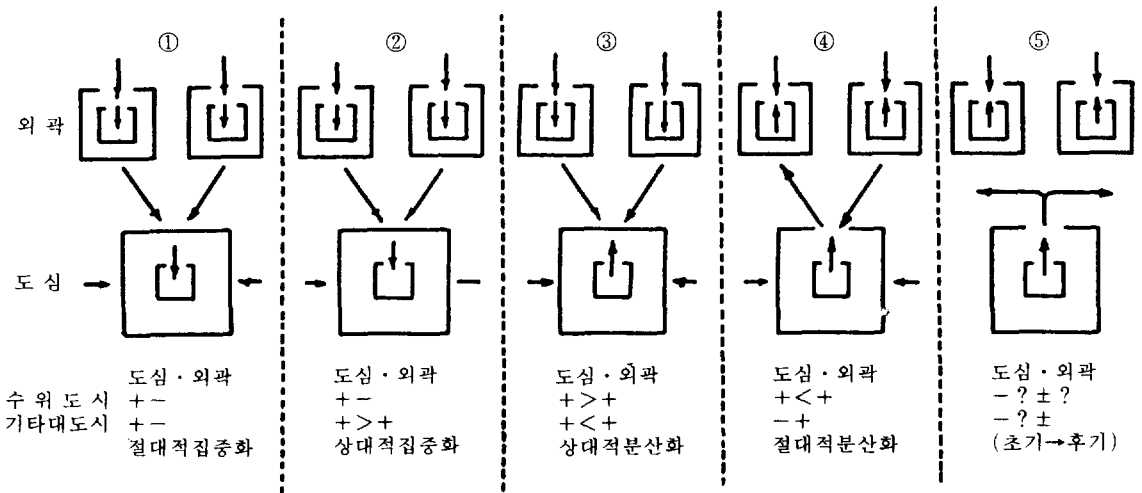 ① ② ③ ④ ⑤
외 곽
도 심
도심 · 외곽 도심 · 외곽 도심 · 외곽 도심 · 외곽 도심 · 외곽
수 위 도 시 + - + - + > + + < + - ? ± ?
기타대도시 + - + > + + < + - + - ? ±
절대적집중화 상대적집중화 상대적분산화 절대적분산화 (초기→후기)